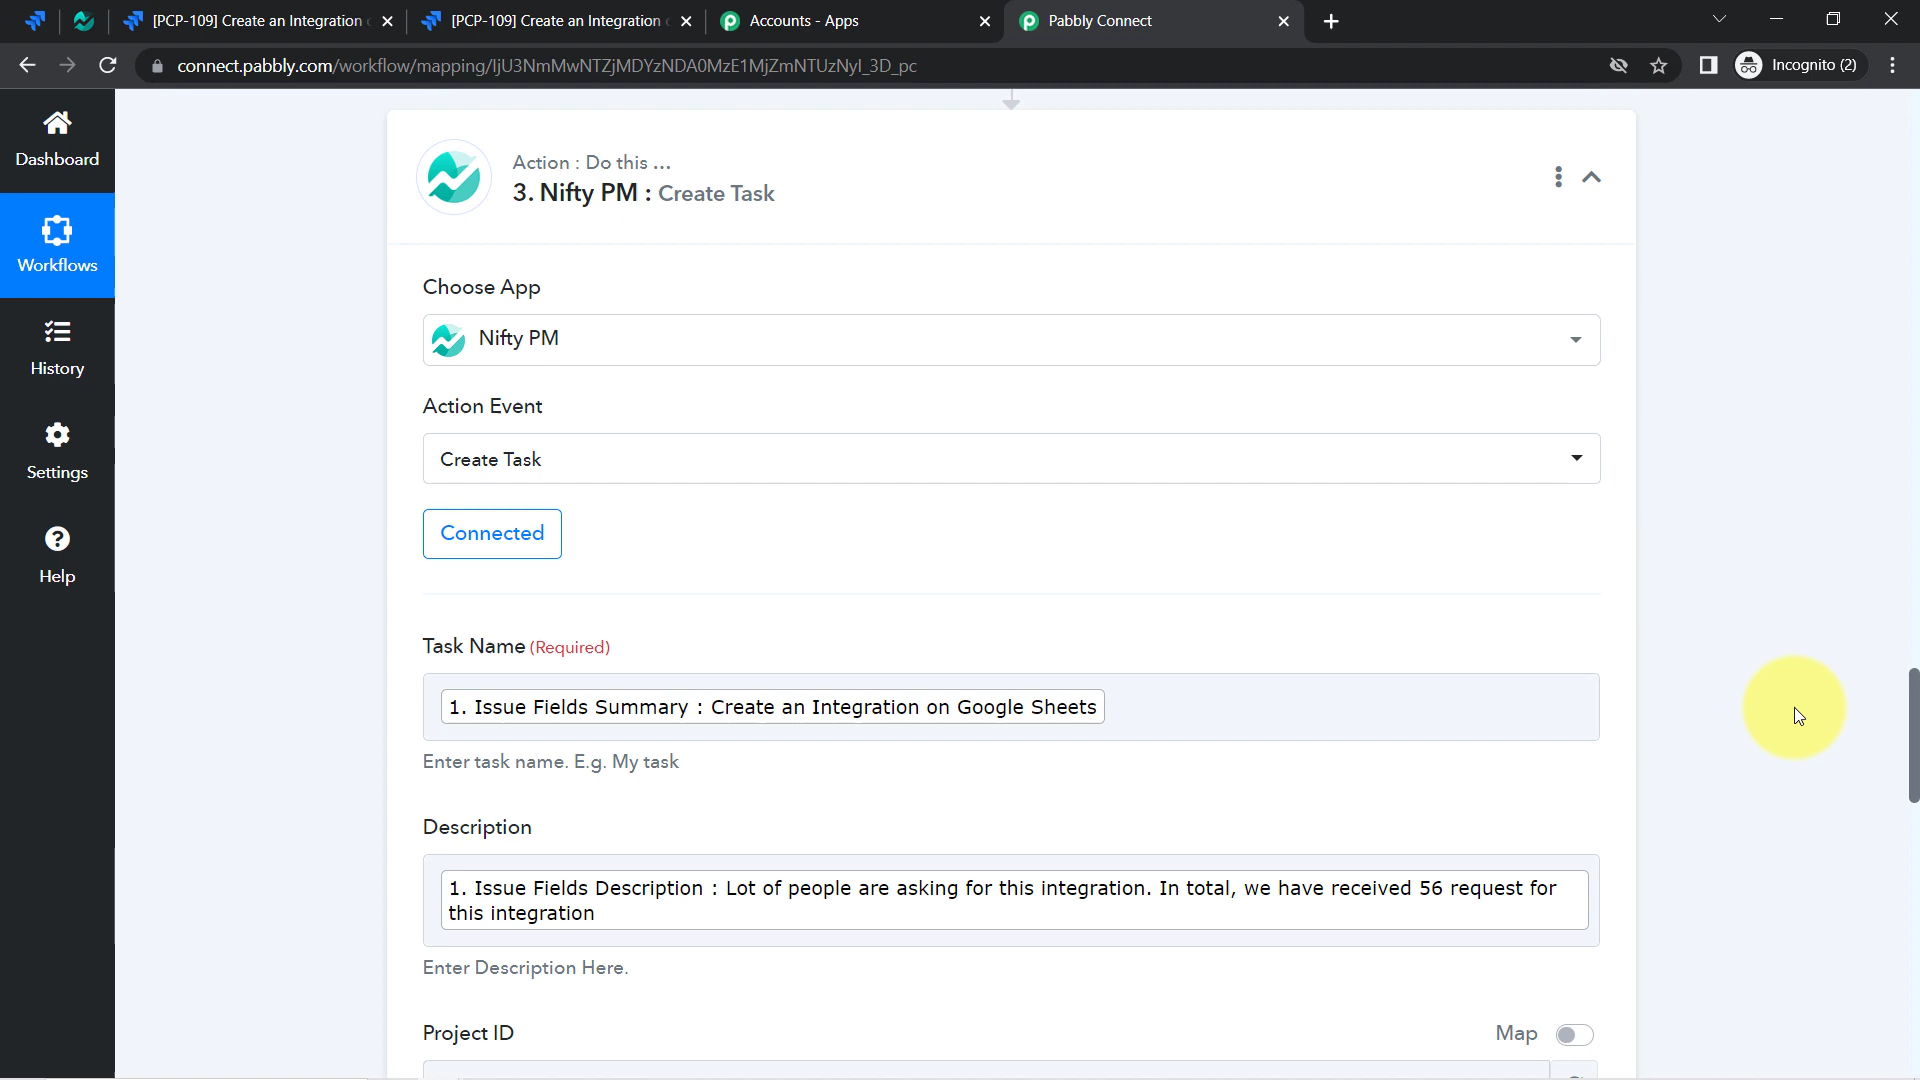 [PCP-109] Create an Integration
[PCP-109] Create an Integration
Accounts - Apps
Pabbly Connect
connect.pabbly.com/workflow/mapping/IjU3NmMwNTZjMDYzNDA0MzE1MjZmNTUzNyI_3D_pc
Incognito (2)
Dashboard
Workflows
History
Settings
Help
Action : Do this ...
3. Nifty PM : Create Task
Choose App
Nifty PM
Action Event
Create Task
Connected
Task Name (Required)
1. Issue Fields Summary : Create an Integration on Google Sheets
Enter task name. E.g. My task
Description
1. Issue Fields Description : Lot of people are asking for this integration. In total, we have received 56 request for
this integration
Enter Description Here.
Project ID
Map